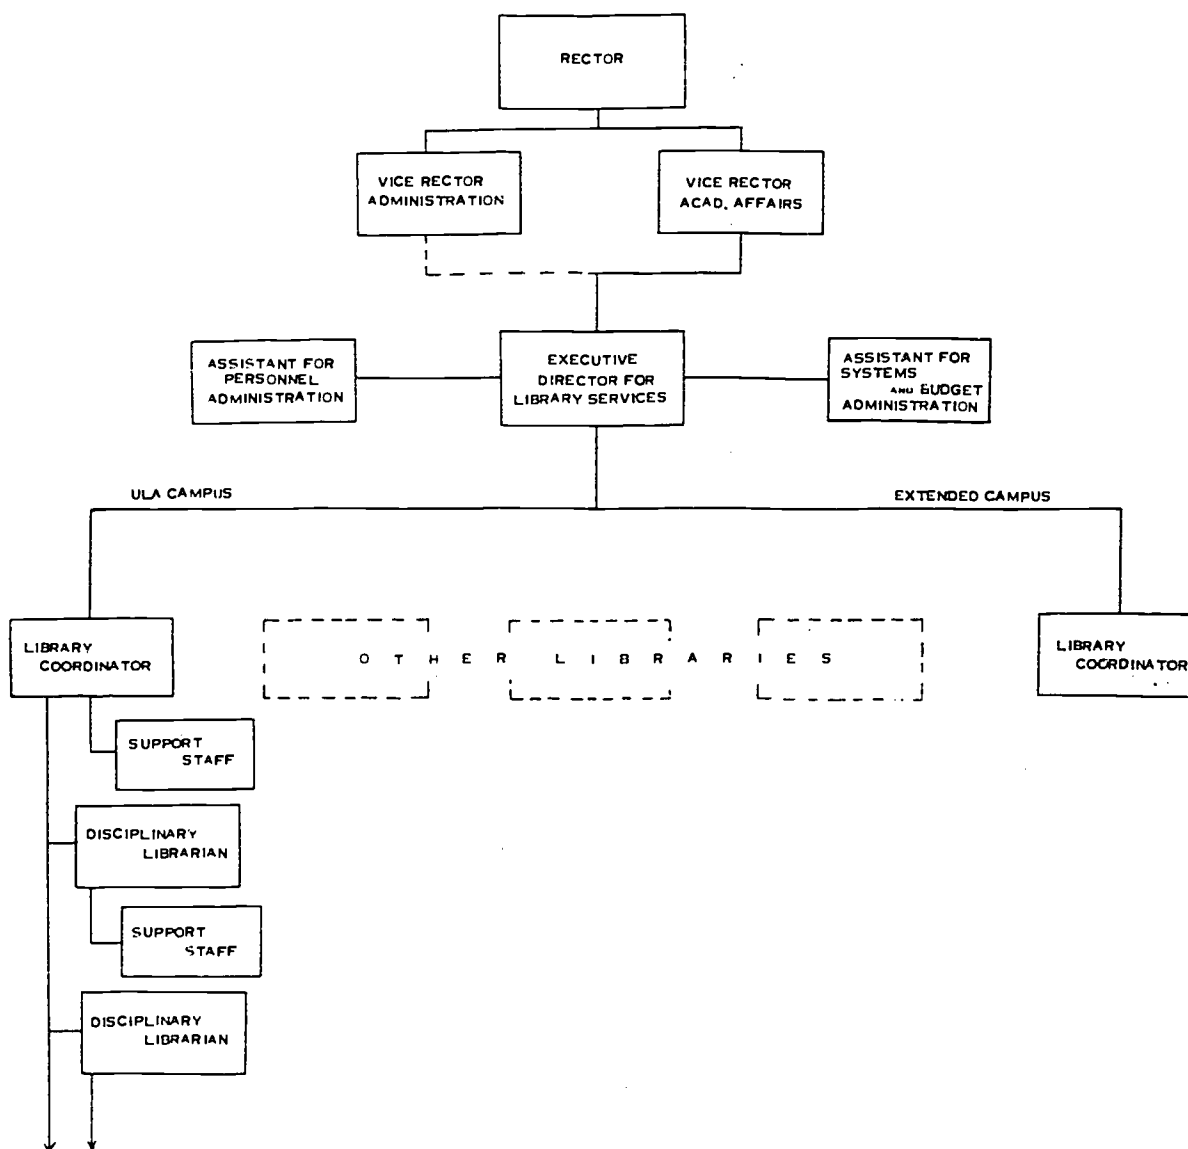 RECTOR
VICE RECTOR
ADMINISTRATION
VICE RECTOR
ACAD. AFFAIRS
ASSISTANT FOR
PERSONNEL
ADMINISTRATION
EXECUTIVE
DIRECTOR FOR
LIBRARY SERVICES
ASSISTANT FOR
SYSTEMS
AND BUDGET
ADMINISTRATION
ULA CAMPUS
EXTENDED CAMPUS
LIBRARY
COORDINATOR
OTHER LIBRARIES
LIBRARY
COORDINATOR
SUPPORT
STAFF
DISCIPLINARY
LIBRARIAN
SUPPORT
STAFF
DISCIPLINARY
LIBRARIAN